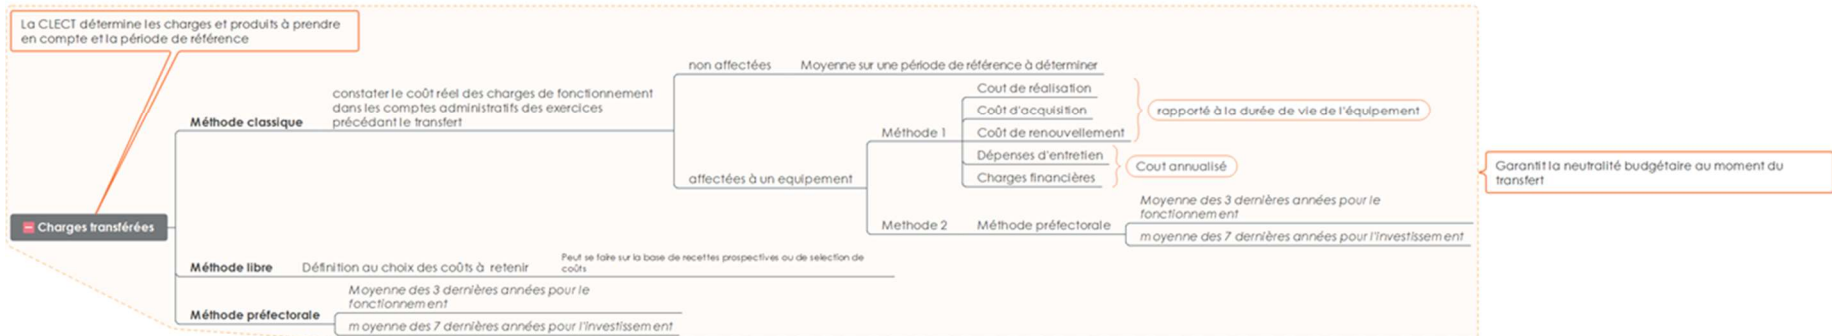 La CLECT détermine les charges et produits à prendre
en compte et la période de référence
Charges transférées
Méthode classique
constater le coût réel des charges de fonctionnement
dans les comptes administratifs des exercices
précédant le transfert
non affectées
Moyenne sur une période de référence à déterminer
affectées à un equipement
Méthode 1
Cout de réalisation
Coût d'acquisition
Coût de renouvellement
rapporté à la durée de vie de l'équipement
Dépenses d'entretien
Charges financières
Cout annualisé
Methode 2
Méthode préfectorale
Moyenne des 3 dernières années pour le
fonctionnement
moyenne des 7 dernières années pour l'investissement
Méthode libre
Définition au choix des coûts à retenir
Peut se faire sur la base de recettes prospectives ou de selection de
coûts
Méthode préfectorale
Moyenne des 3 dernières années pour le
fonctionnement
moyenne des 7 dernières années pour l'investissement
Garantit la neutralité budgétaire au moment du
transfert